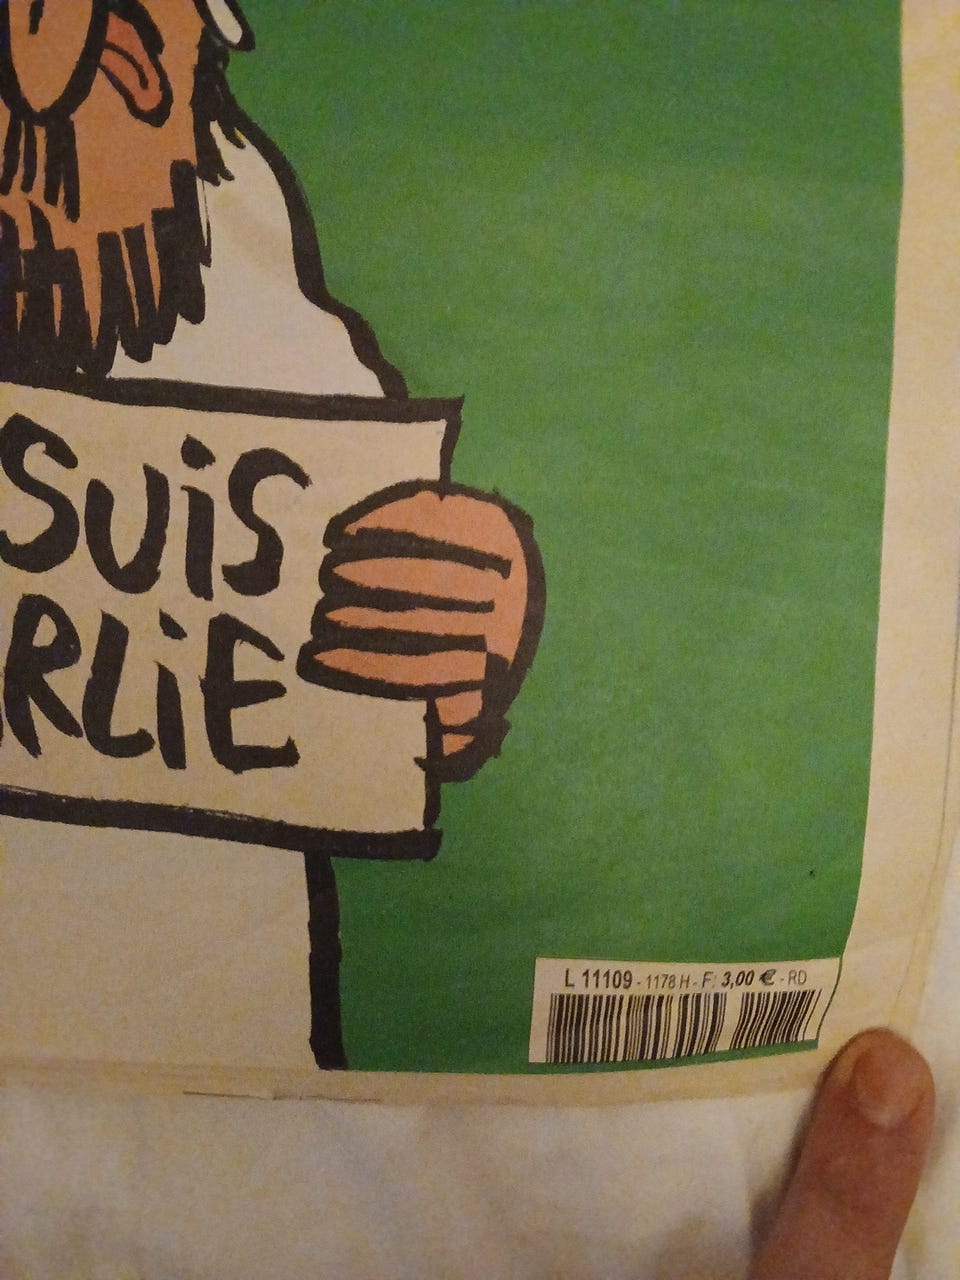 SUiS
RLiE
L 11109 - 1178 H - F: 3,00 € - RD